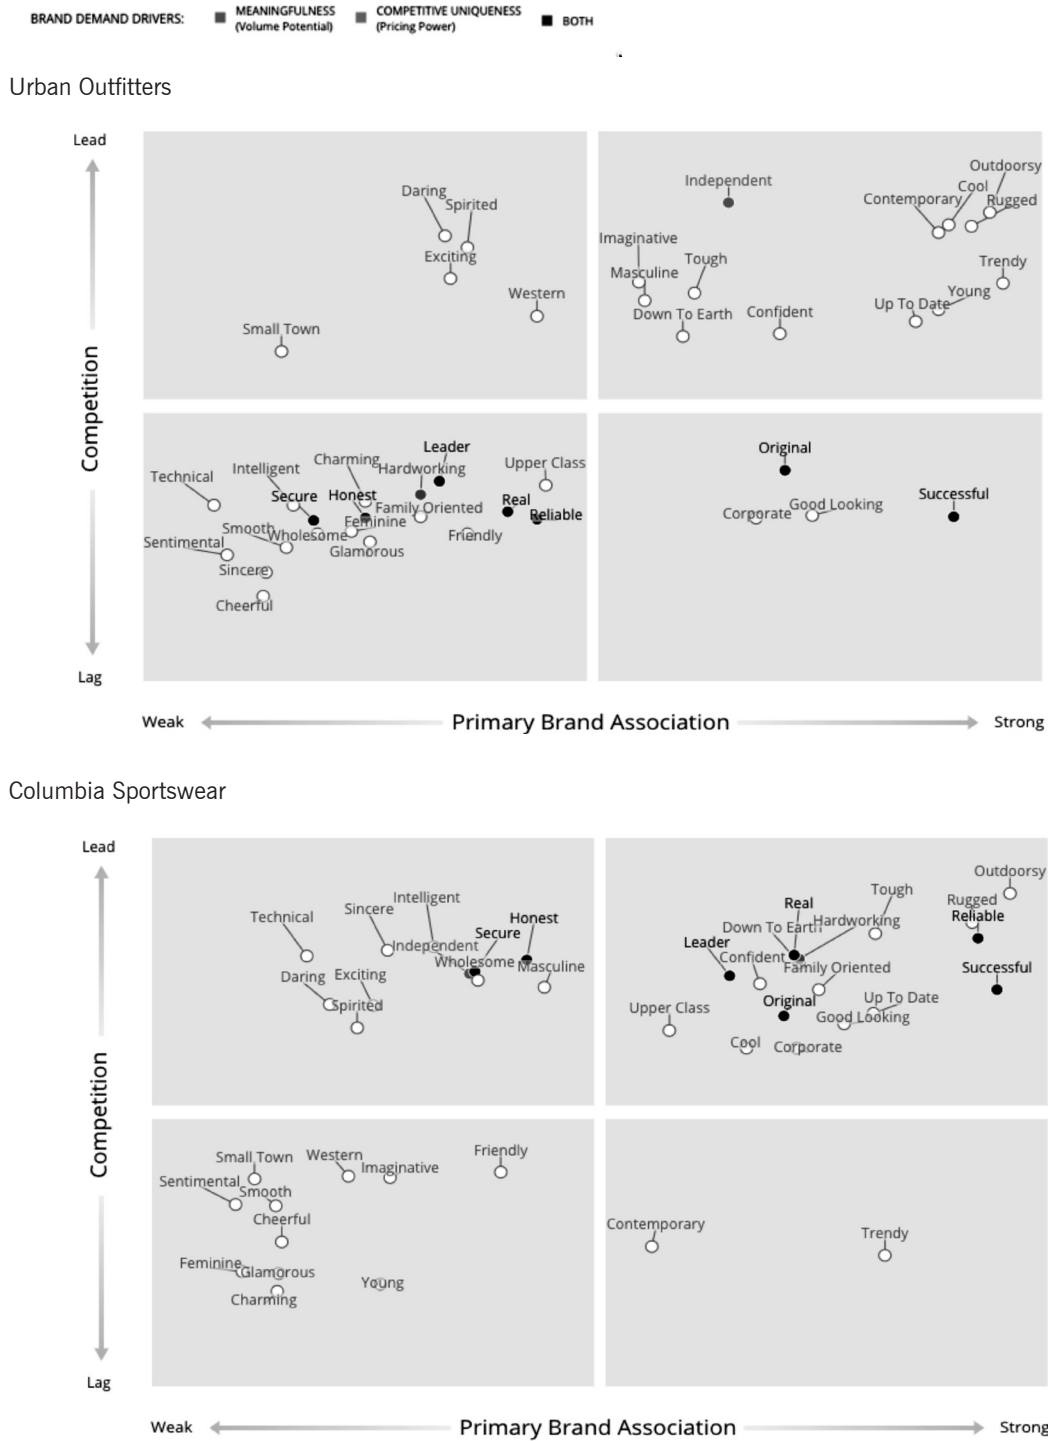 BRAND DEMAND DRIVERS:
MEANINGFULNESS
(Volume Potential)
COMPETITIVE UNIQUENESS
(Pricing Power)
BOTH
Urban Outfitters
Lead
Competition
Lag
Daring
Spirited
Exciting
Western
Small Town
Outdoorsy
Independent
Cool
Contemporary
Rugged
Imaginative
Tough
Trendy
Masculine
Young
Up To Date
Down To Earth
Confident
Leader
Charming
Hardworking
Upper Class
Intelligent
Technical
Secure
Honest
Real
Family Oriented
Reliable
Feminine
Smooth
Wholesome
Friendly
Sentimental
Glamorous
Sincere
Cheerful
Original
Successful
Good Looking
Corporate
Weak
Primary Brand Association
Strong
Columbia Sportswear
Lead
Competition
Lag
Intelligent
Sincere
Technical
Honest
Secure
Independent
Wholesome
Masculine
Daring
Exciting
Spirited
Outdoorsy
Tough
Rugged
Real
Reliable
Hardworking
Down To Earth
Leader
Confident
Family Oriented
Successful
Original
Up To Date
Upper Class
Good Looking
Cool
Corporate
Friendly
Small Town
Western
Imaginative
Sentimental
Smooth
Cheerful
Feminine
Glamorous
Young
Charming
Contemporary
Trendy
Weak
Primary Brand Association
Strong